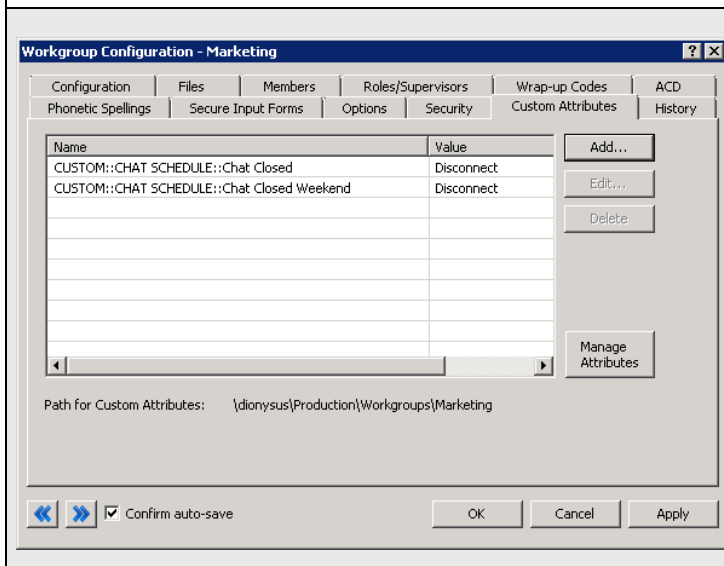 Workgroup Configuration - Marketing
Configuration Files Members Roles/Supervisors Wrap-up Codes ACD
Phonetic Spellings Secure Input Forms Options Security Custom Attributes History
Name Value
CUSTOM::CHAT SCHEDULE::Chat Closed Disconnect
CUSTOM::CHAT SCHEDULE::Chat Closed Weekend Disconnect
Add...
Edit...
Delete
Manage
Attributes
Path for Custom Attributes: \dionysus\Production\Workgroups\Marketing
Confirm auto-save OK Cancel Apply